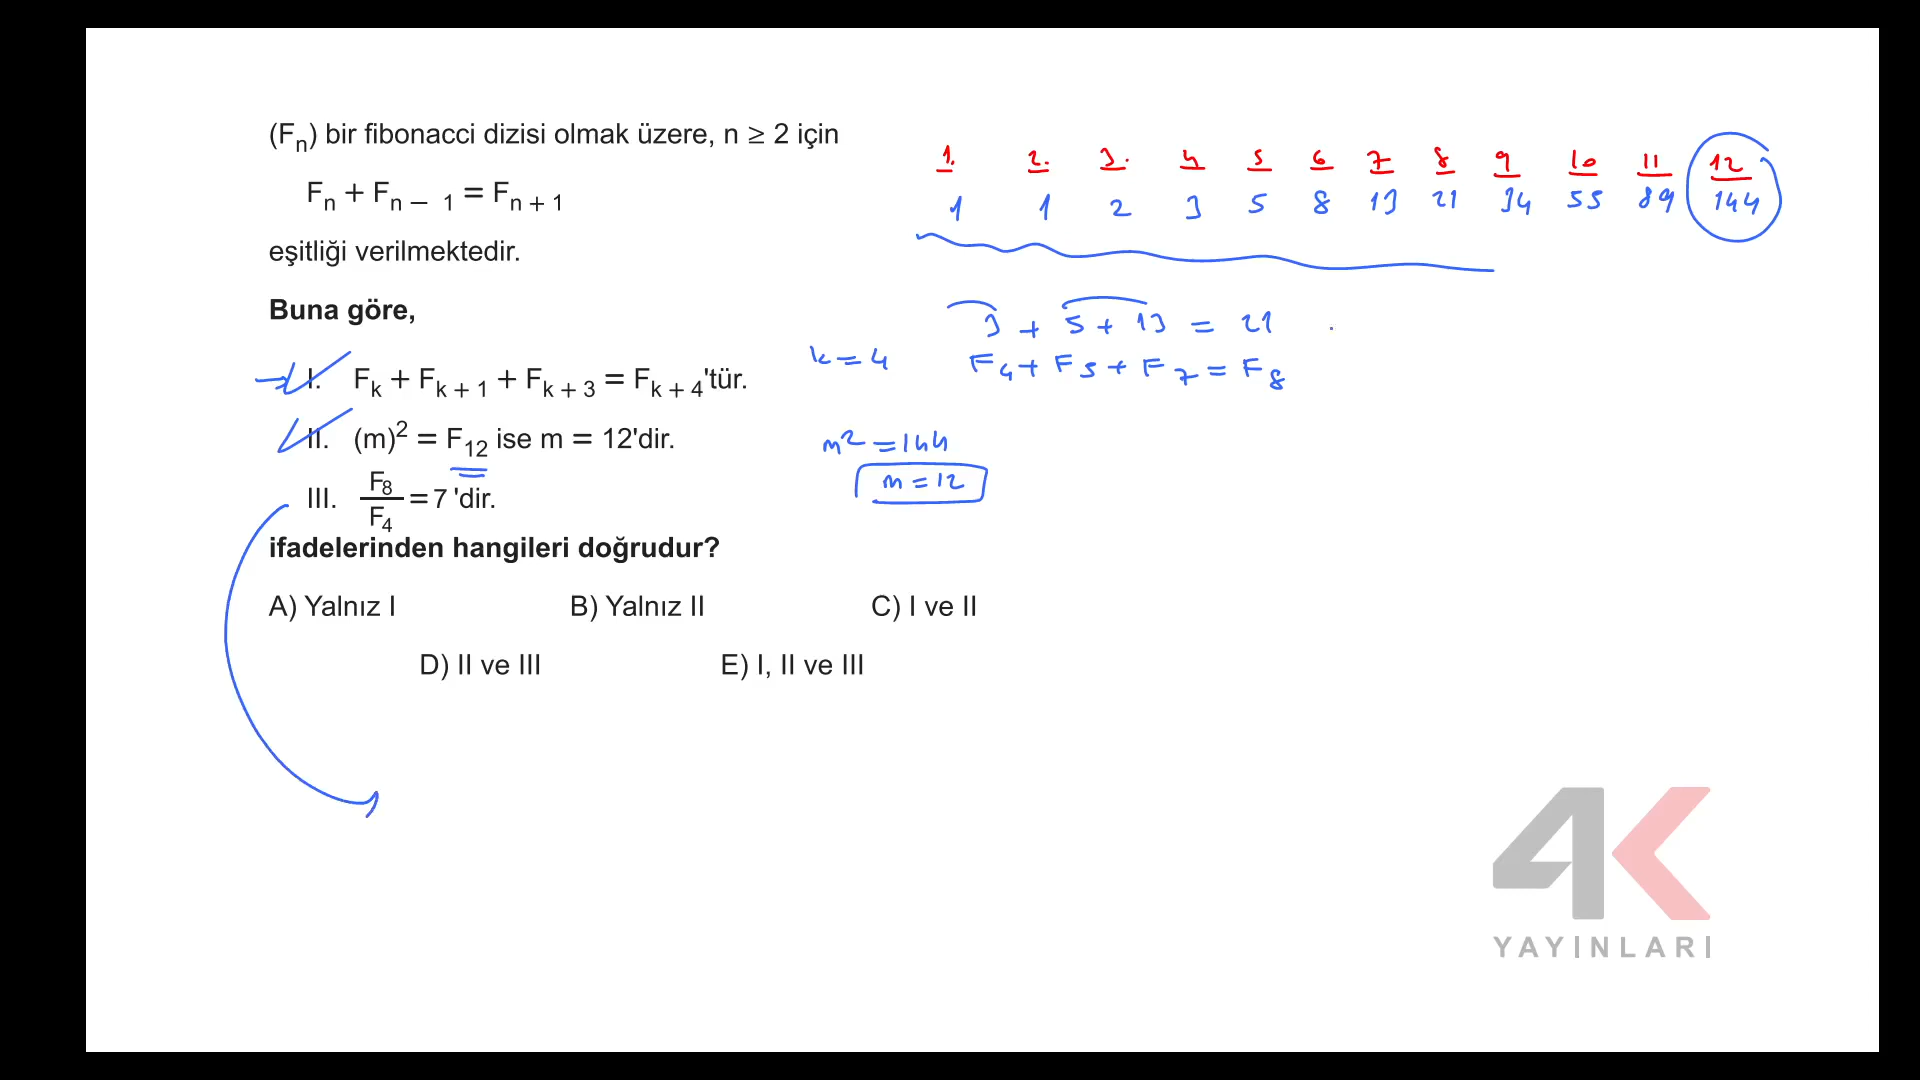 (Fn) bir fibonacci dizisi olmak üzere, n ≥ 2 için
Fn + Fn − 1 = Fn + 1
eşitliği verilmektedir.
Buna göre,
I. Fk + Fk + 1 + Fk + 3 = Fk + 4'tür.
II. (m)2 = F12 ise m = 12'dir.
III. F8/F4 = 7 'dir.
ifadelerinden hangileri doğrudur?
A) Yalnız I B) Yalnız II C) I ve II
D) II ve III E) I, II ve III
1. 2. 3. 4 5 6 7 8 9 10 11 12
1 1 2 3 5 8 13 21 34 55 89 144
3 + 5 + 13 = 21
k = 4 F4 + F5 + F7 = F8
m2 = 144
m = 12
4K
YAYINLARI